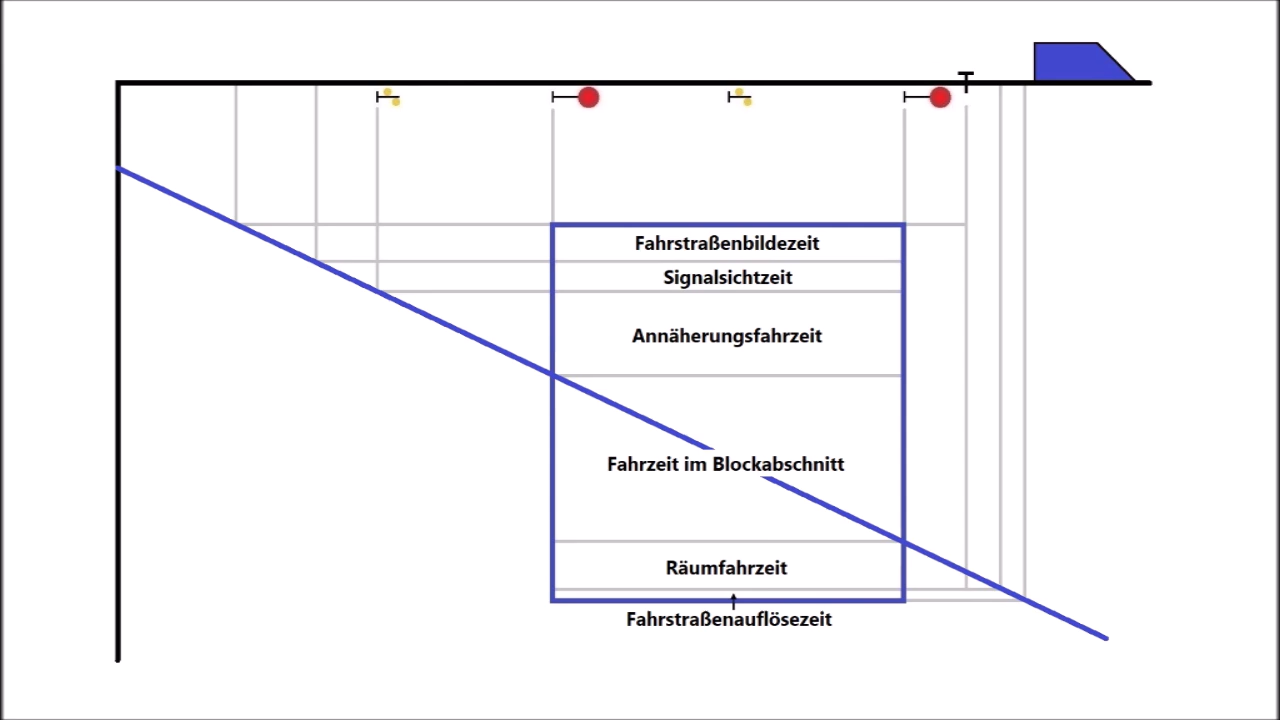 Fahrstraßenbildezeit
Signalsichtzeit
Annäherungsfahrzeit
Fahrzeit im Blockabschnitt
Räumfahrzeit
Fahrstraßenauflösezeit